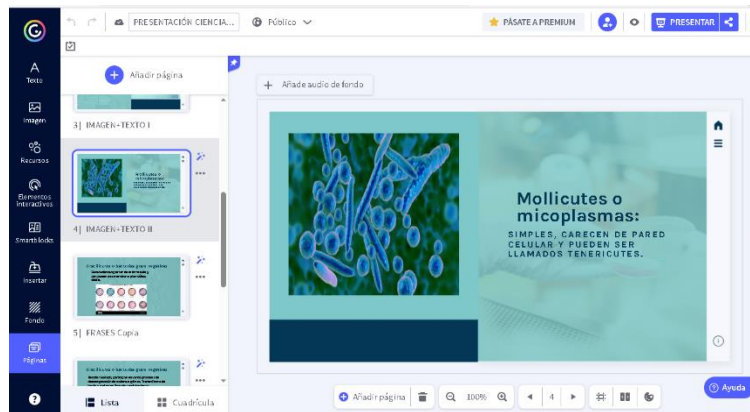 PRESENTACIÓN CIENCIA...
Público
PÁSATE A PREMIUM
PRESENTAR
Texto
Imagen
Recursos
Elementos
interactivos
Smartblocks
Insertar
Fondo
Páginas
Añadir página
3| IMAGEN+TEXTO I
Mollicutes o
micoplasmas:
4| IMAGEN+TEXTO II
5| FRASES Copia
Lista
Cuadrícula
Añade audio de fondo
Mollicutes o
micoplasmas:
SIMPLES, CARECEN DE PARED
CELULAR Y PUEDEN SER
LLAMADOS TENERICUTES.
Añadir página
100%
4
Ayuda